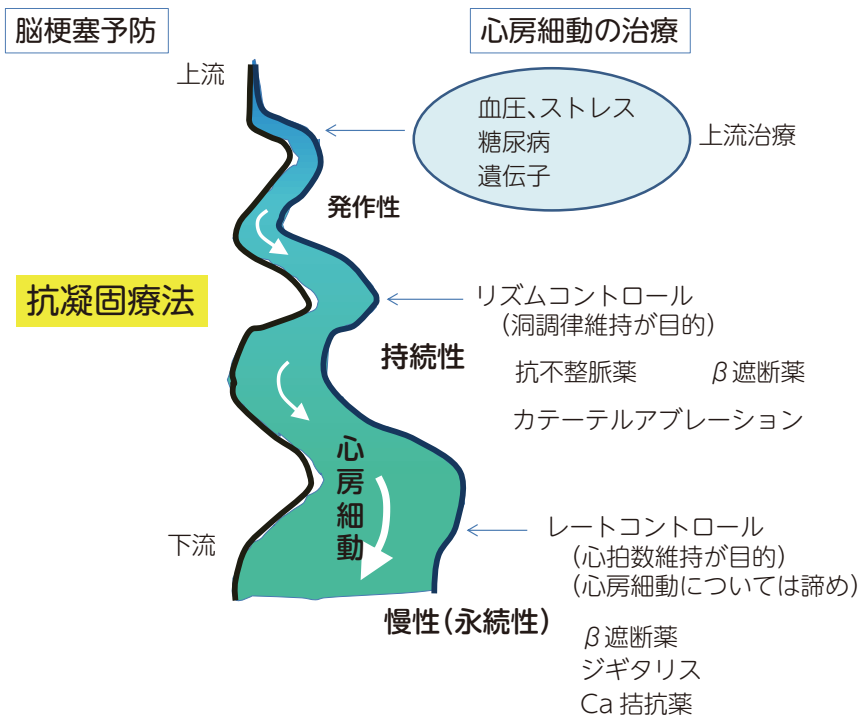 脳梗塞予防
心房細動の治療
上流
血圧、ストレス
糖尿病
遺伝子
上流治療
発作性
抗凝固療法
リズムコントロール
(洞調律維持が目的)
持続性
抗不整脈薬 β遮断薬
カテーテルアブレーション
心房細動
下流
レートコントロール
(心拍数維持が目的)
(心房細動については諦め)
慢性(永続性)
β遮断薬
ジギタリス
Ca 拮抗薬